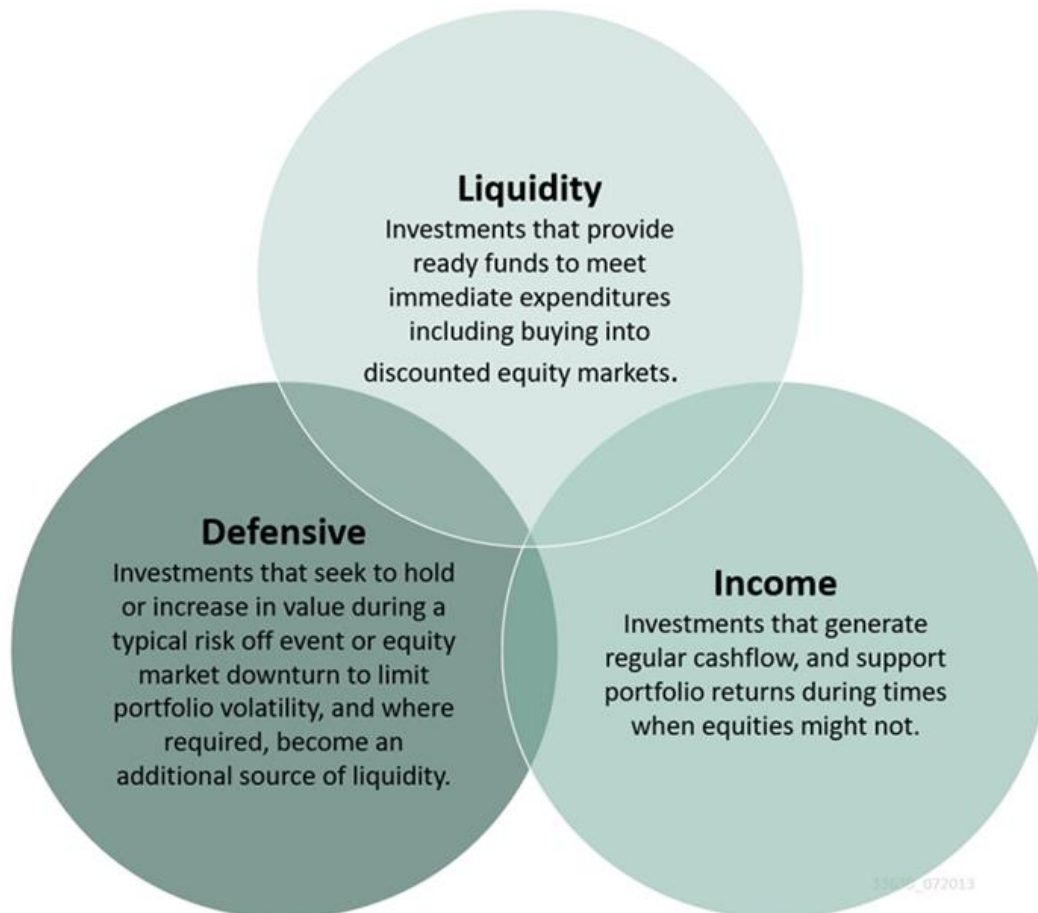 Liquidity
Investments that provide
ready funds to meet
immediate expenditures
including buying into
discounted equity markets.
Defensive
Investments that seek to hold
or increase in value during a
typical risk off event or equity
market downturn to limit
portfolio volatility, and where
required, become an
additional source of liquidity.
Income
Investments that generate
regular cashflow, and support
portfolio returns during times
when equities might not.